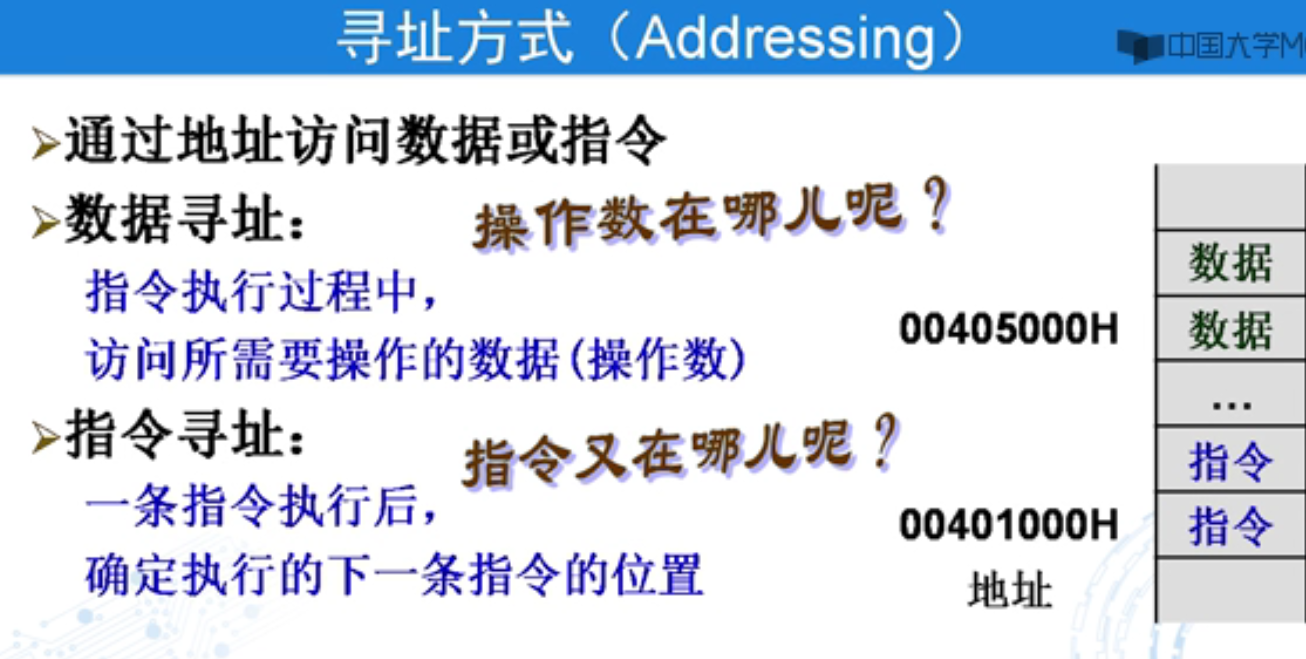 寻址方式（Addressing）
中国大学M
通过地址访问数据或指令
数据寻址：
操作数在哪儿呢？
指令执行过程中，
访问所需要操作的数据(操作数)
指令寻址：
指令又在哪儿呢？
一条指令执行后，
确定执行的下一条指令的位置
数据
00405000H 数据
...
指令
00401000H 指令
地址